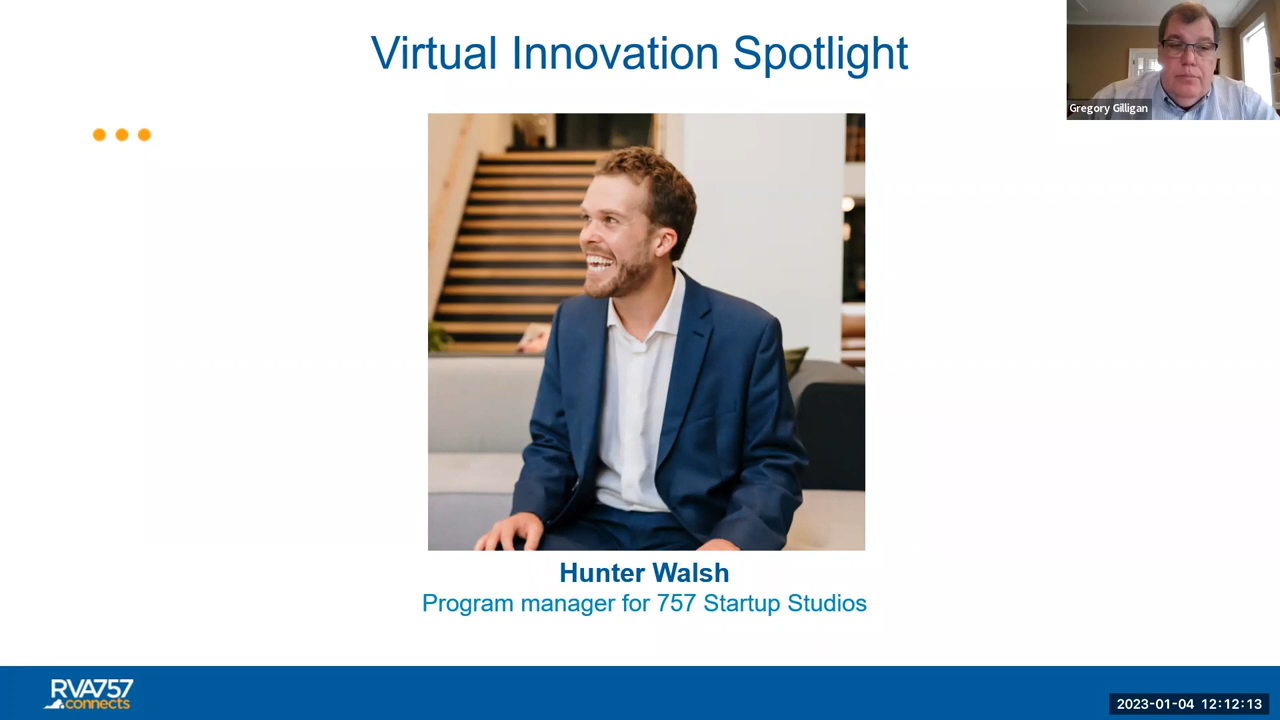 Virtual Innovation Spotlight
Gregory Gilligan
Hunter Walsh
Program manager for 757 Startup Studios
RVA757
connects
2023-01-04 12:12:13